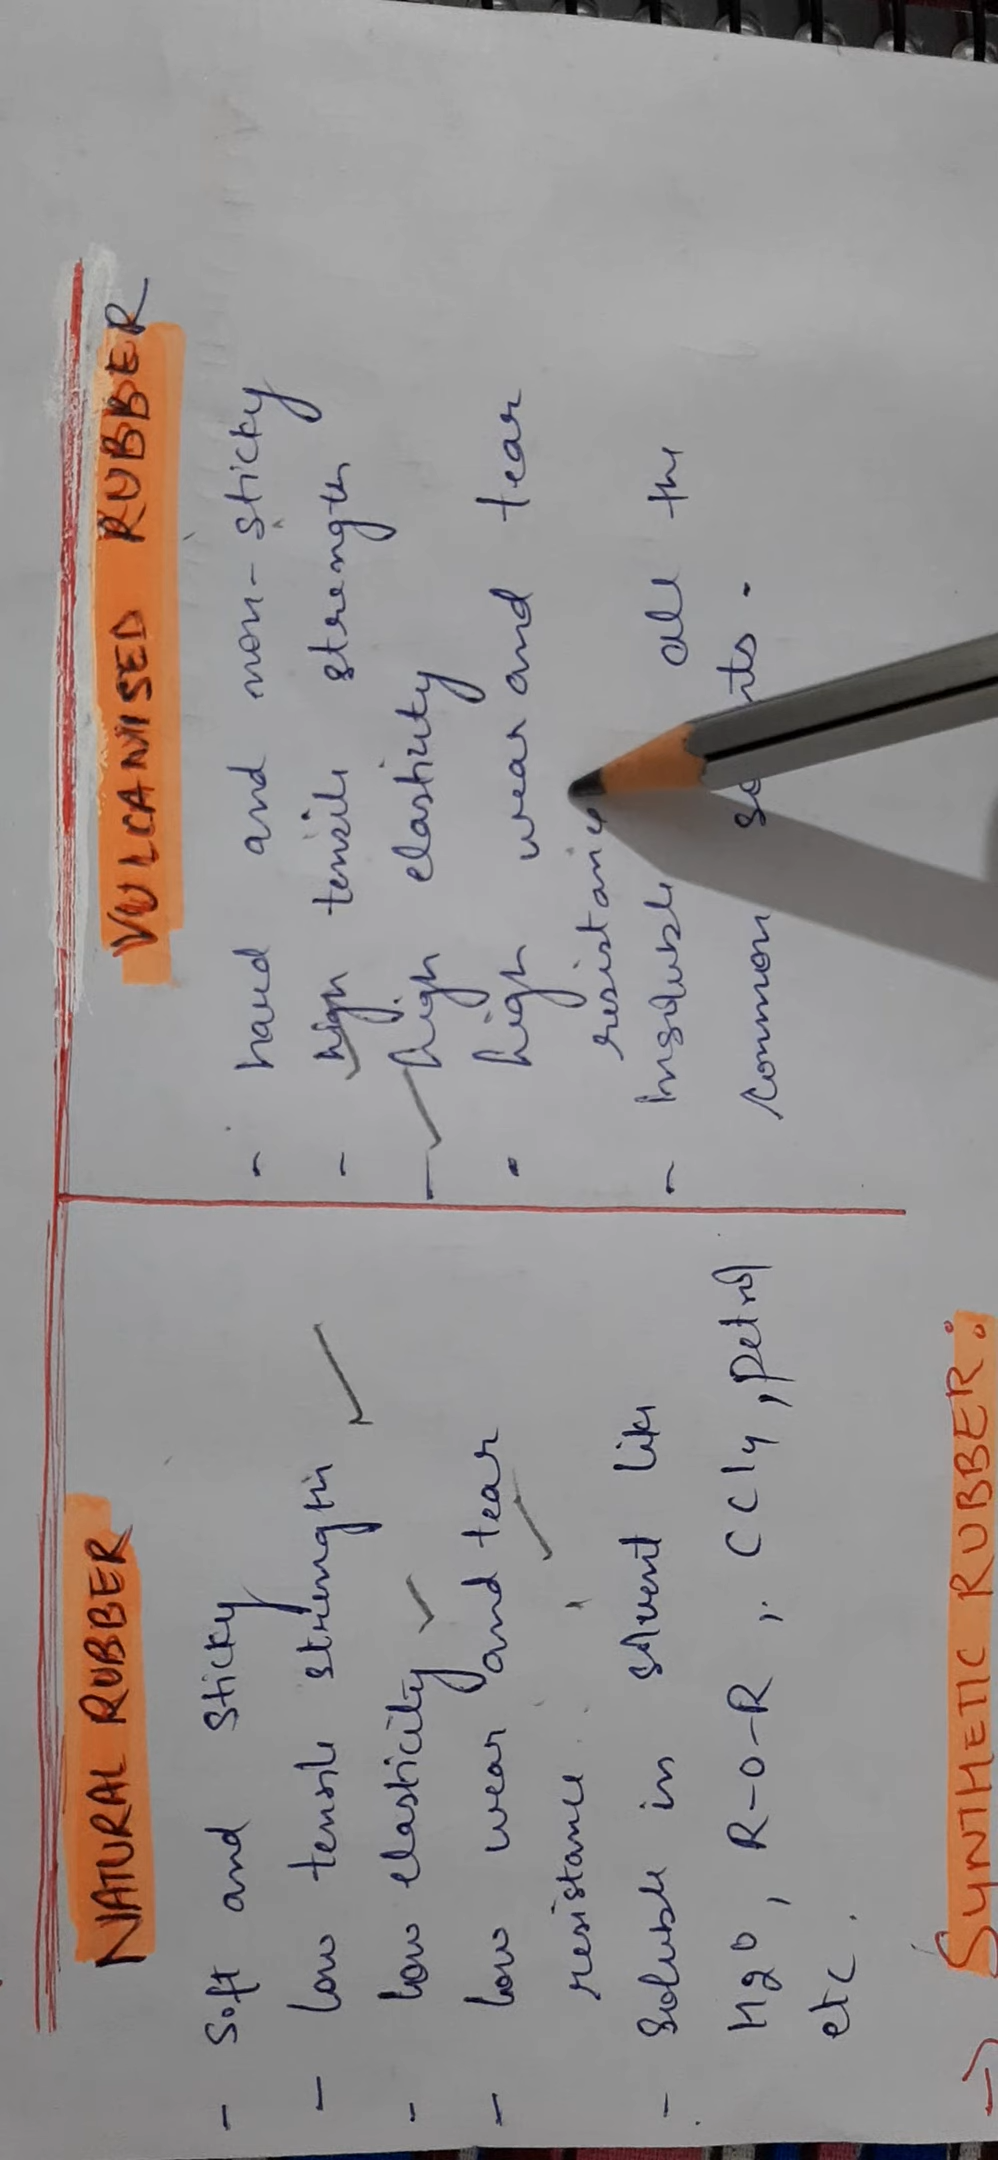 NATURAL RUBBER
- Soft and sticky
- low tensile strength
- low elasticity
- low wear and tear
resistance.
- Soluble in solvent like
H2O, R-O-R, CCl4, petrol
etc.
VULCANISED RUBBER
- hard and non-sticky
- high tensile strength
- high elasticity
- high wear and tear
- Insoluble all the
common
→ SYNTHETIC RUBBER: